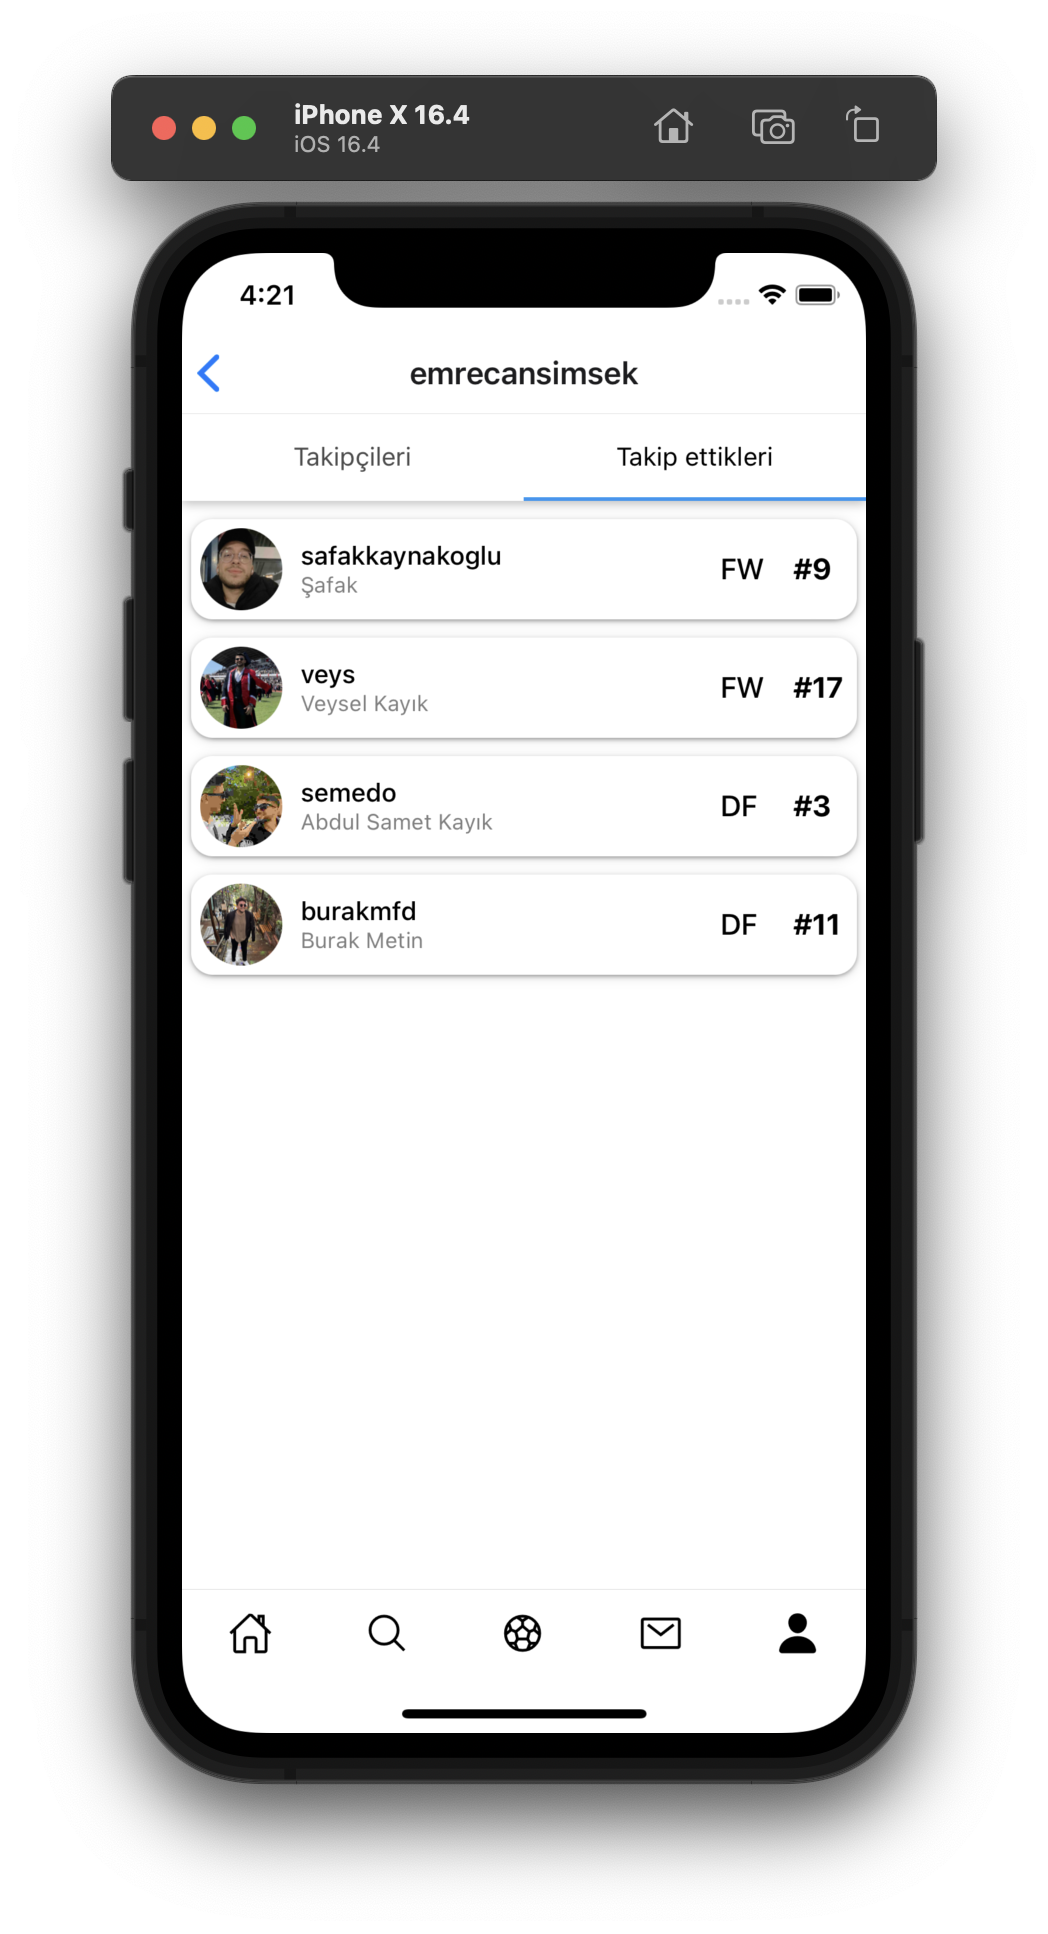 iPhone X 16.4
iOS 16.4
4:21
emrecansimsek
Takipçileri
Takip ettikleri
safakkaynakoglu
Şafak
FW #9
veys
Veysel Kayık
FW #17
semedo
Abdul Samet Kayık
DF #3
burakmfd
Burak Metin
DF #11